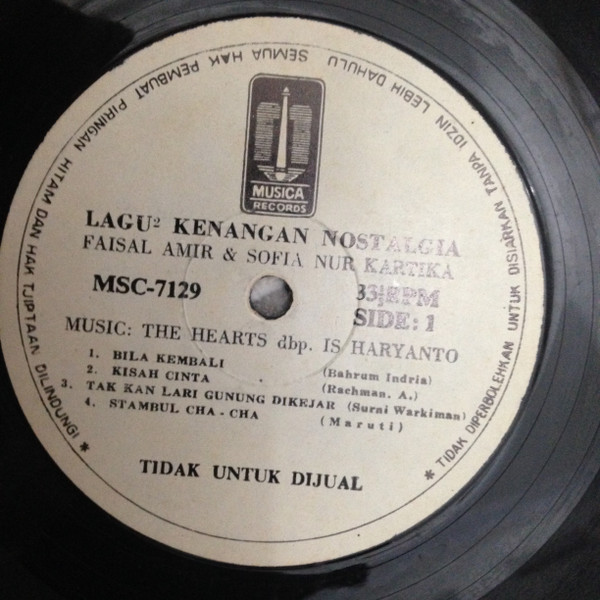 SEMUA HAK PEMBUAT PIRINGAN HITAM DAN HAK TJIPTAAN DILINDUNGI *
* TIDAK DIPERBOLEHKAN UNTUK DISIARKAN TANPA IDZIN LEBIH DAHULU
MUSICA
RECORDS
LAGU² KENANGAN NOSTALGIA
FAISAL AMIR & SOFIA NUR KARTIKA
MSC-7129 33⅓ RPM
SIDE: 1
MUSIC: THE HEARTS dbp. IS HARYANTO
1. BILA KEMBALI (Bahrum Indria)
2. KISAH CINTA (Rachman. A.)
3. TAK KAN LARI GUNUNG DIKEJAR (Surni Warkiman)
4. STAMBUL CHA - CHA (Maruti)
TIDAK UNTUK DIJUAL